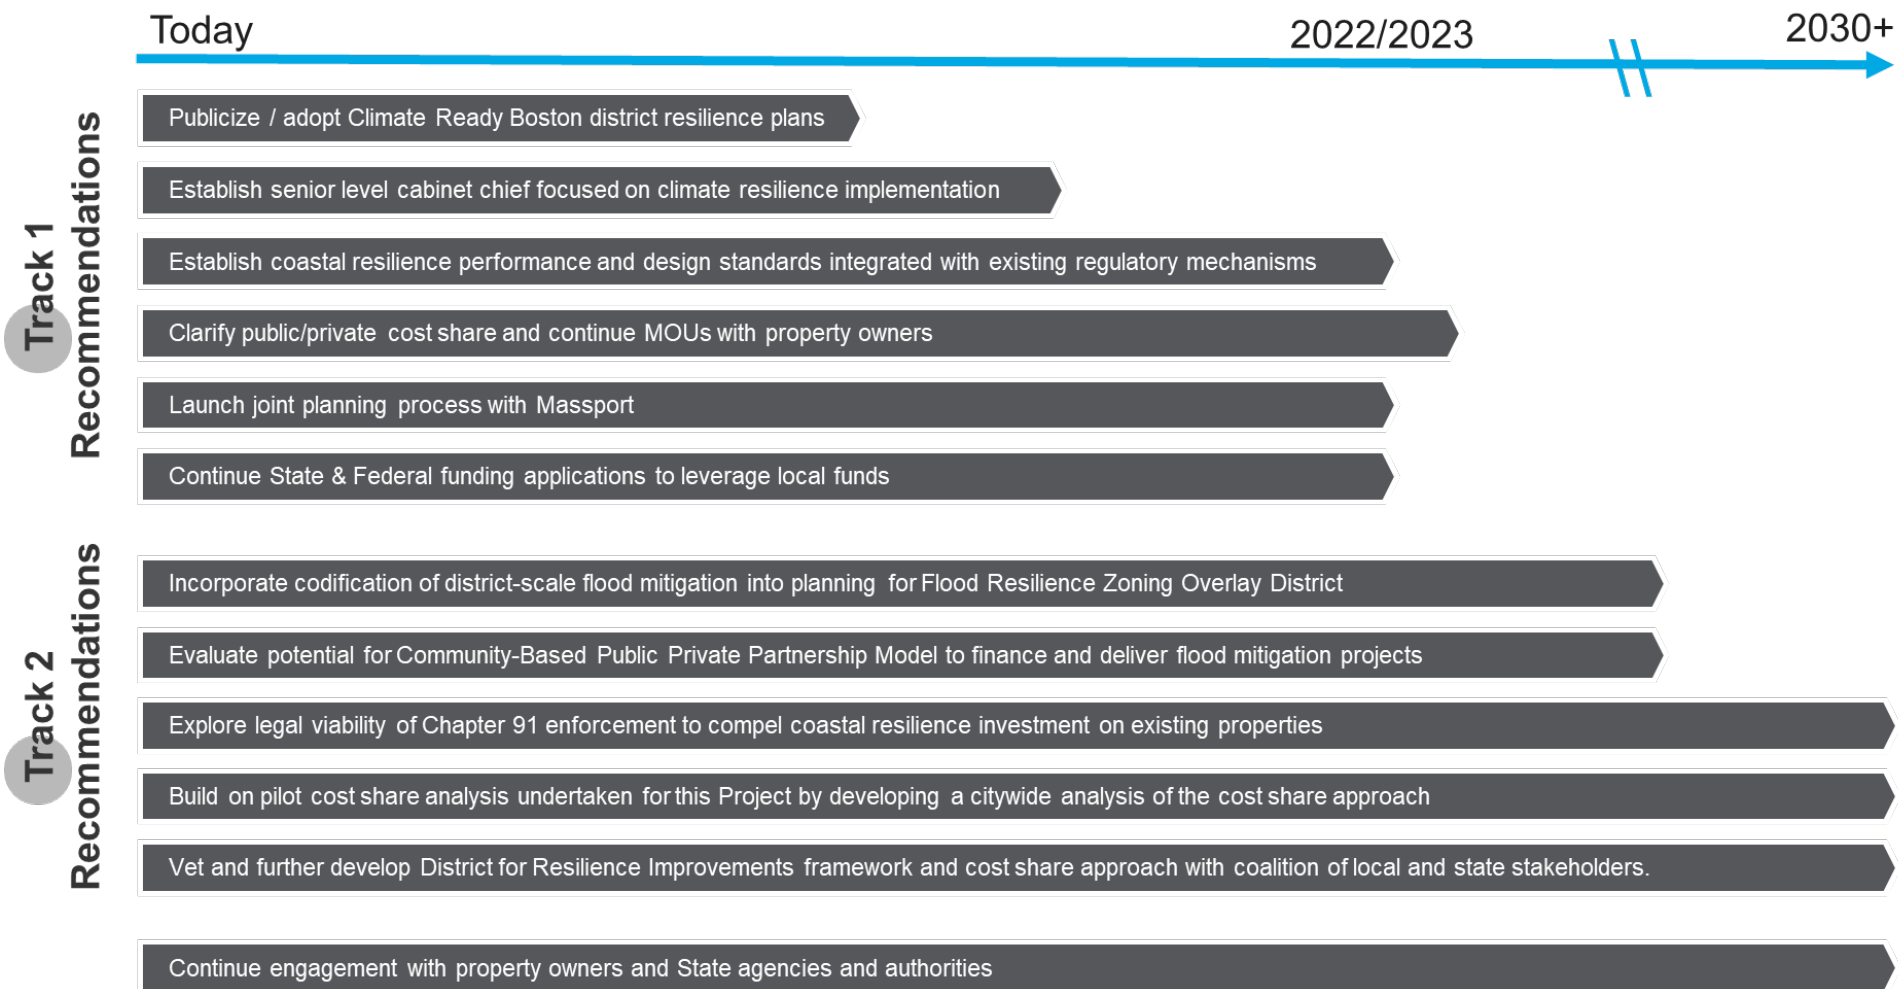 Today
2022/2023
2030+
Track 1
Recommendations
Publicize / adopt Climate Ready Boston district resilience plans
Establish senior level cabinet chief focused on climate resilience implementation
Establish coastal resilience performance and design standards integrated with existing regulatory mechanisms
Clarify public/private cost share and continue MOUs with property owners
Launch joint planning process with Massport
Continue State & Federal funding applications to leverage local funds
Track 2
Recommendations
Incorporate codification of district-scale flood mitigation into planning for Flood Resilience Zoning Overlay District
Evaluate potential for Community-Based Public Private Partnership Model to finance and deliver flood mitigation projects
Explore legal viability of Chapter 91 enforcement to compel coastal resilience investment on existing properties
Build on pilot cost share analysis undertaken for this Project by developing a citywide analysis of the cost share approach
Vet and further develop District for Resilience Improvements framework and cost share approach with coalition of local and state stakeholders.
Continue engagement with property owners and State agencies and authorities